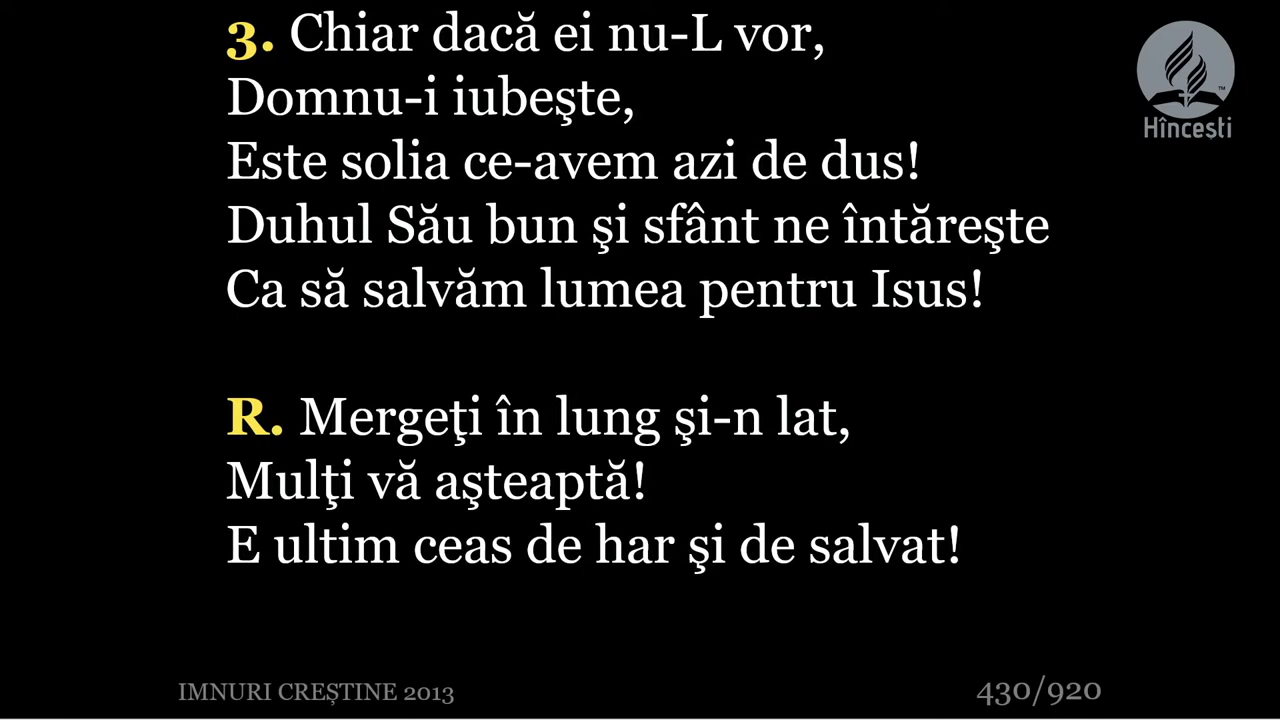 3. Chiar dacă ei nu-L vor,
Domnu-i iubeşte,
Este solia ce-avem azi de dus!
Duhul Său bun şi sfânt ne întăreşte
Ca să salvăm lumea pentru Isus!
R. Mergeţi în lung şi-n lat,
Mulţi vă aşteaptă!
E ultim ceas de har şi de salvat!
Hîncești
IMNURI CREȘTINE 2013
430/920